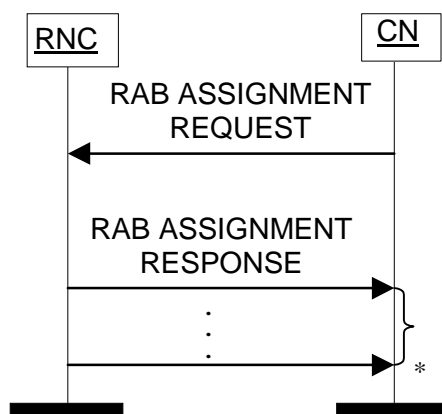 RNC
CN
RAB ASSIGNMENT
REQUEST
RAB ASSIGNMENT
RESPONSE
*